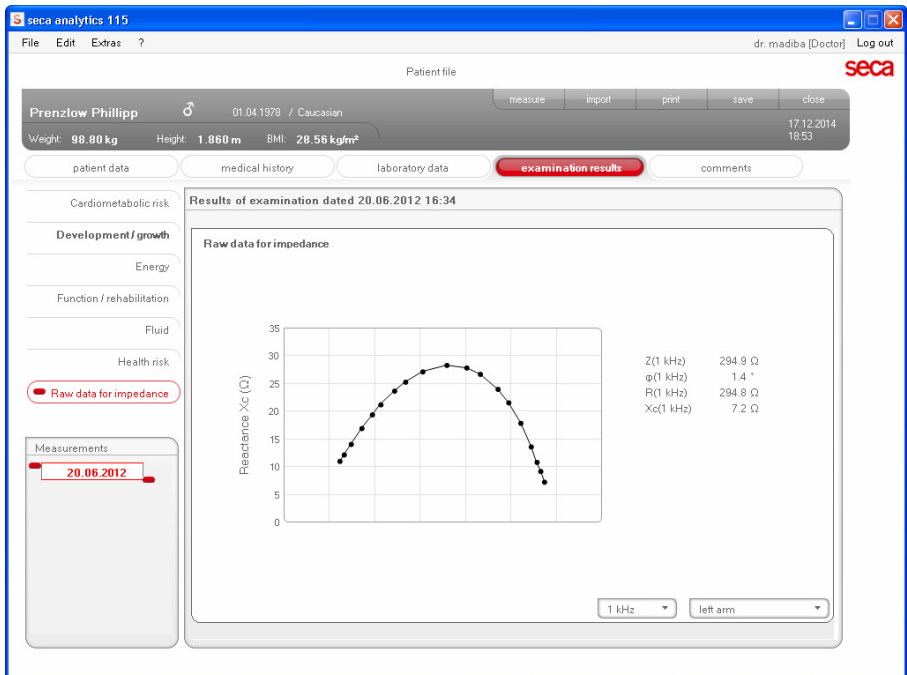 S seca analytics 115
File Edit Extras ? dr. madiba [Doctor] Log out
Patient file seca
measure import print save close
Prenzlow Phillipp 01.04.1978 / Caucasian
17.12.2014
18:53
Weight: 98.80 kg Height: 1.860 m BMI: 28.56 kg/m²
patient data medical history laboratory data examination results comments
Cardiometabolic risk
Development / growth
Energy
Function / rehabilitation
Fluid
Health risk
Raw data for impedance
Measurements
20.06.2012
Results of examination dated 20.06.2012 16:34
Raw data for impedance
Reactance Xc (Ω)
35
30
25
20
15
10
5
0
Z(1 kHz) 294.9 Ω
φ(1 kHz) 1.4 °
R(1 kHz) 294.8 Ω
Xc(1 kHz) 7.2 Ω
1 kHz left arm